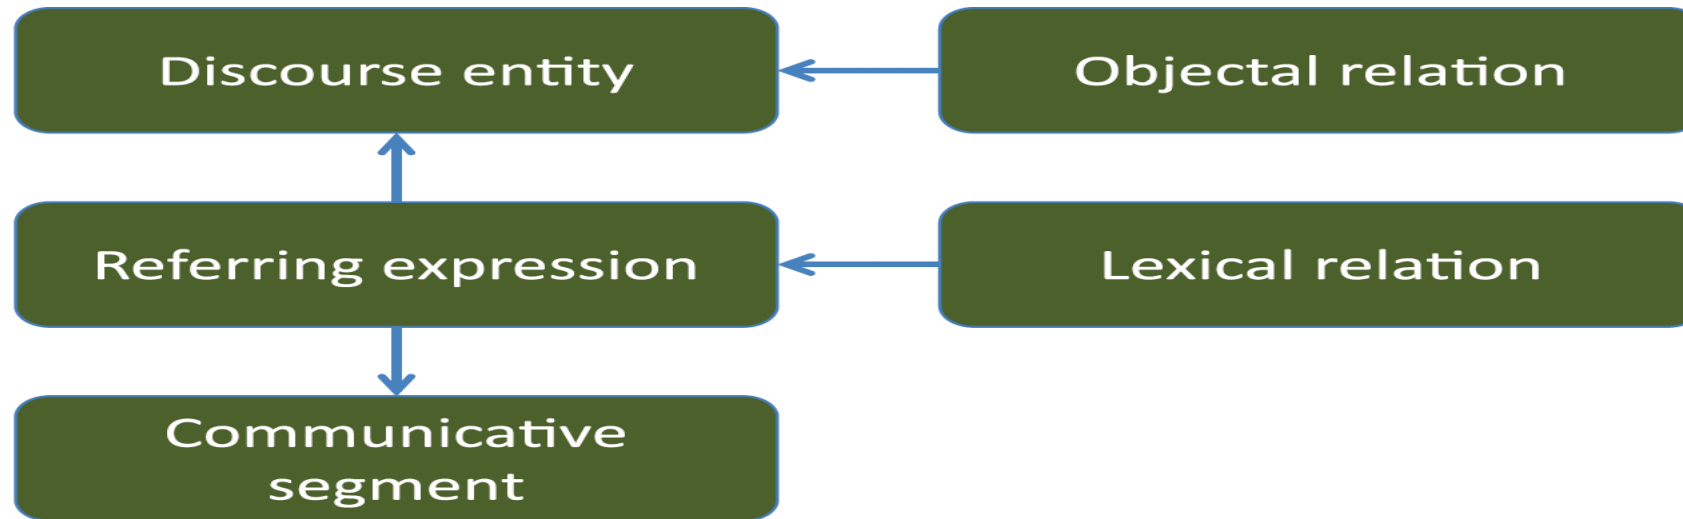 Discourse entity
Objectal relation
Referring expression
Lexical relation
Communicative
segment